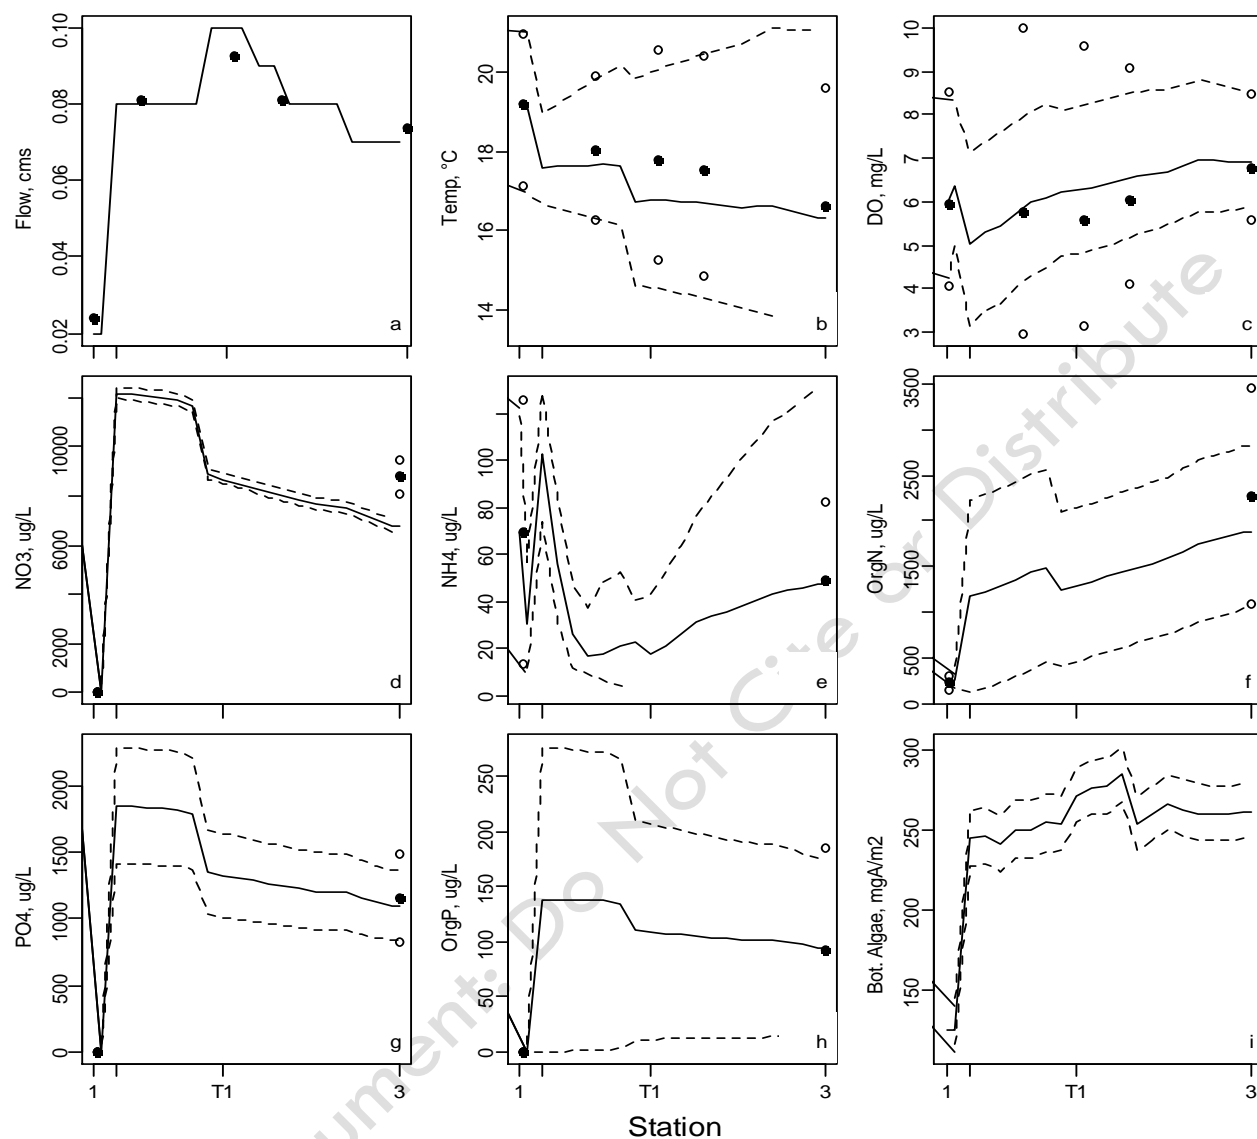 Flow, cms
0.10
0.08
0.06
0.04
0.02
a
Temp, °C
20
18
16
14
b
DO, mg/L
10
9
8
7
6
5
4
3
c
NO3, ug/L
10000
6000
2000
0
d
NH4, ug/L
100
80
60
40
20
0
e
OrgN, ug/L
3500
2500
1500
500
0
f
PO4, ug/L
2000
1500
1000
500
0
g
OrgP, ug/L
250
200
150
100
50
0
h
Bot. Algae, mgA/m2
300
250
200
150
i
1 T1 3
1 T1 3
1 T1 3
Station
ument: Do Not Cite or Distribute